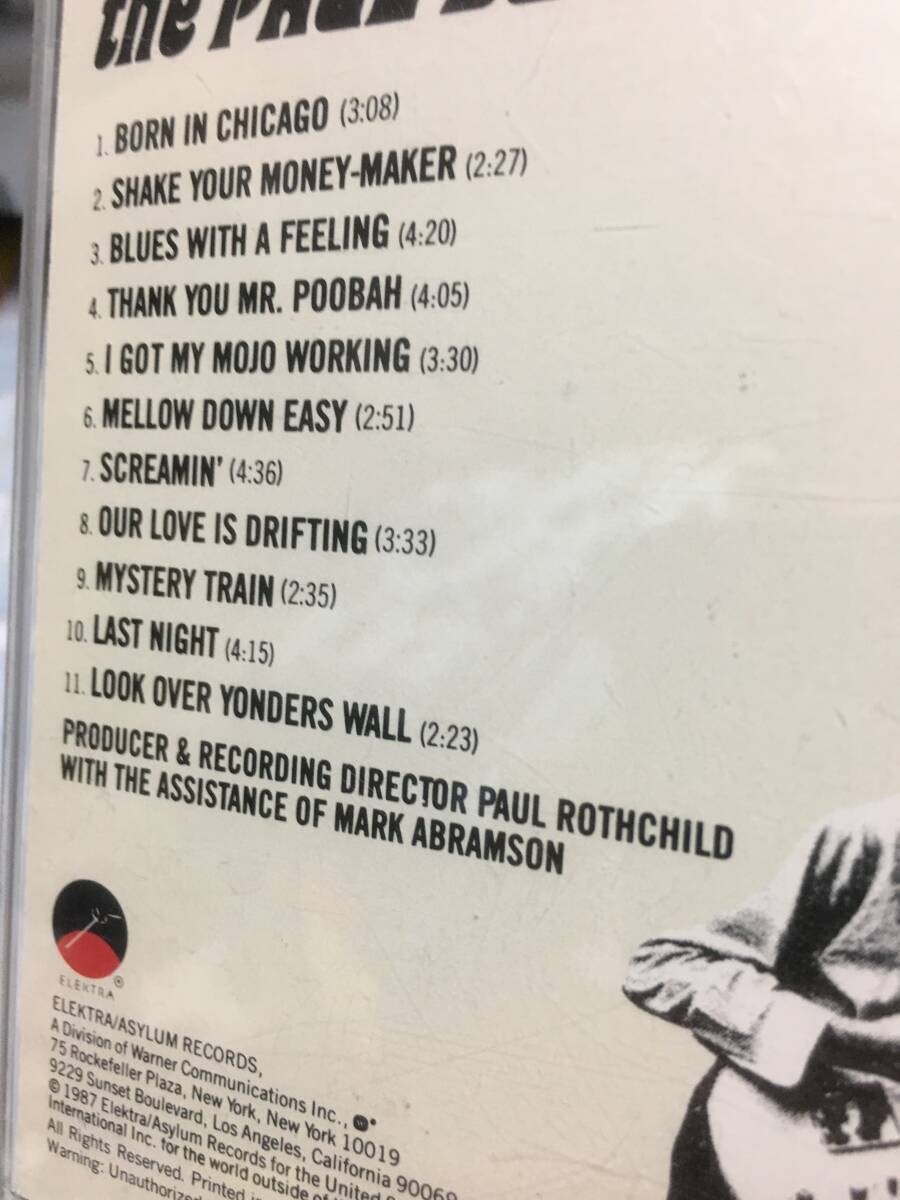 the PAUL
1. BORN IN CHICAGO (3:08)
2. SHAKE YOUR MONEY-MAKER (2:27)
3. BLUES WITH A FEELING (4:20)
4. THANK YOU MR. POOBAH (4:05)
5. I GOT MY MOJO WORKING (3:30)
6. MELLOW DOWN EASY (2:51)
7. SCREAMIN' (4:36)
8. OUR LOVE IS DRIFTING (3:33)
9. MYSTERY TRAIN (2:35)
10. LAST NIGHT (4:15)
11. LOOK OVER YONDERS WALL (2:23)
PRODUCER & RECORDING DIRECTOR PAUL ROTHCHILD
WITH THE ASSISTANCE OF MARK ABRAMSON
ELEKTRA ®
ELEKTRA/ASYLUM RECORDS,
A Division of Warner Communications Inc.,
75 Rockefeller Plaza, New York, New York 10019
9229 Sunset Boulevard, Los Angeles, California 90069
© 1987 Elektra/Asylum Records for the United
International Inc. for the world outside of
All Rights Reserved. Printed
Warning: Unauthorized